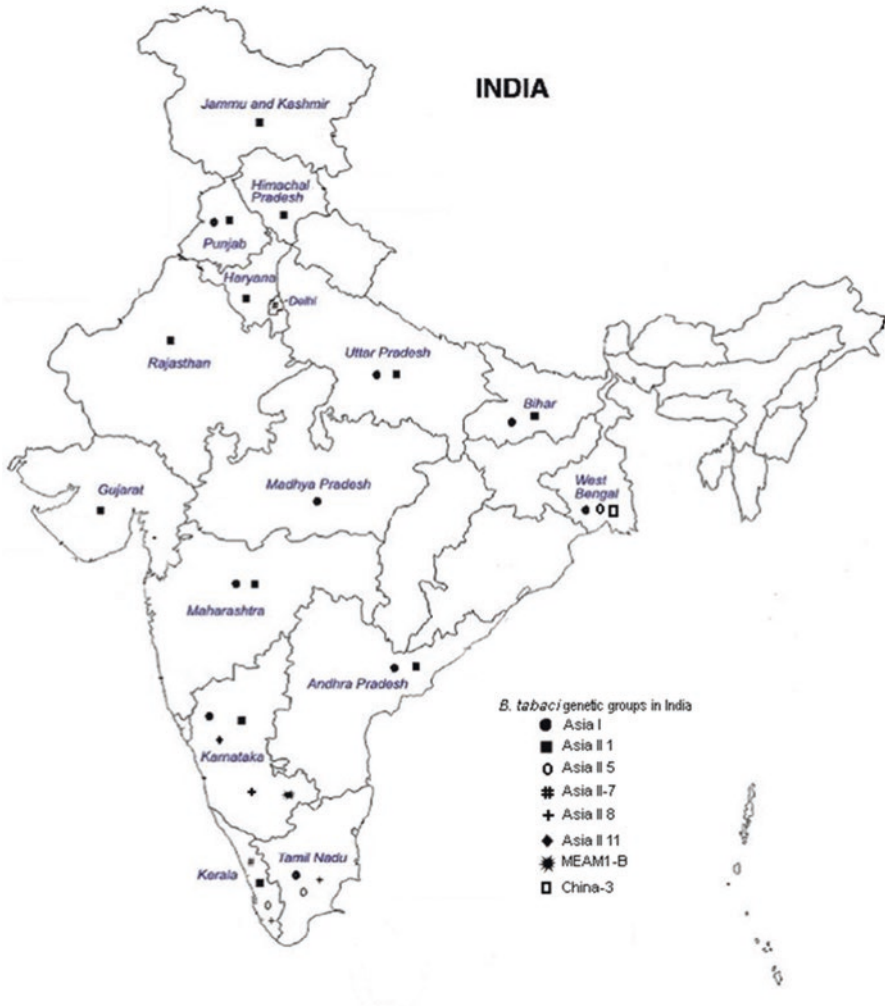 INDIA
Jammu and Kashmir
Himachal
Pradesh
Punjab
Haryana
Delhi
Rajasthan
Uttar Pradesh
Bihar
Gujarat
Madhya Pradesh
West
Bengal
Maharashtra
Andhra Pradesh
Karnataka
Kerala
Tamil Nadu
B. tabaci genetic groups in India
Asia I
Asia II 1
Asia II 5
Asia II-7
Asia II 8
Asia II 11
MEAM1-B
China-3